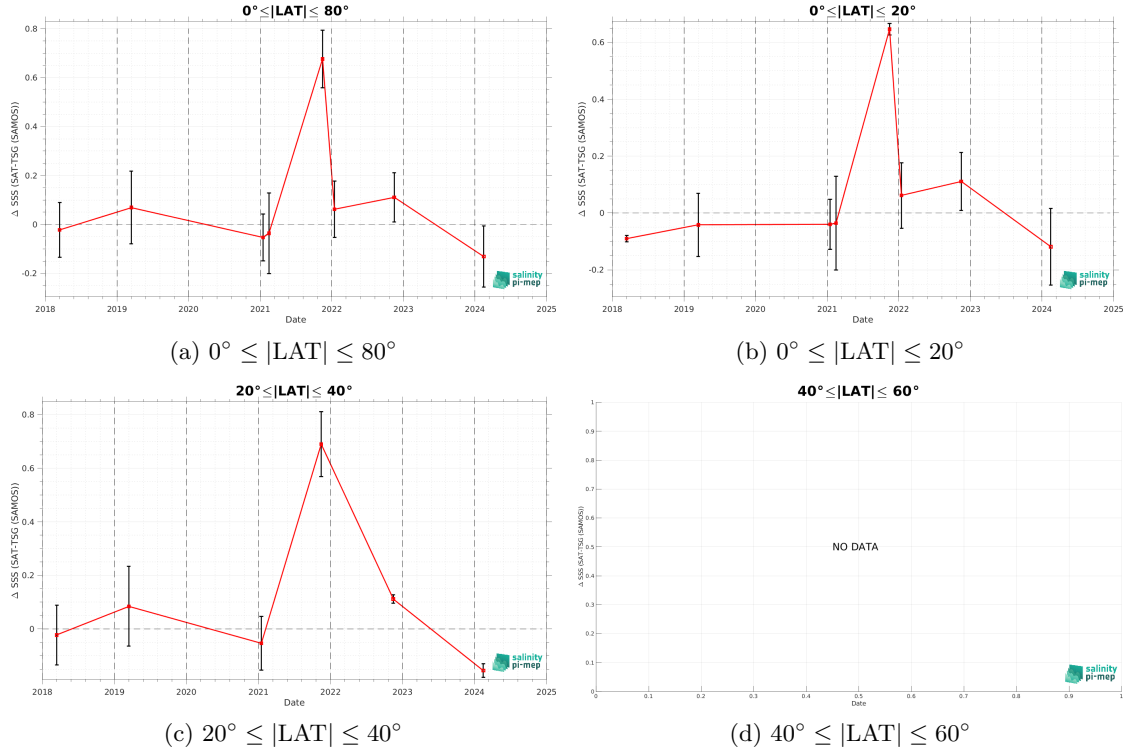 0°≤|LAT|≤ 80°
Δ SSS (SAT-TSG (SAMOS))
0.8
0.6
0.4
0.2
0
-0.2
2018 2019 2020 2021 2022 2023 2024 2025
Date
salinity
pi-mep
(a) 0° ≤ |LAT| ≤ 80°
0°≤|LAT|≤ 20°
Δ SSS (SAT-TSG (SAMOS))
0.6
0.4
0.2
0
-0.2
2018 2019 2020 2021 2022 2023 2024 2025
Date
salinity
pi-mep
(b) 0° ≤ |LAT| ≤ 20°
20°≤|LAT|≤ 40°
Δ SSS (SAT-TSG (SAMOS))
0.8
0.6
0.4
0.2
0
2018 2019 2020 2021 2022 2023 2024 2025
Date
salinity
pi-mep
(c) 20° ≤ |LAT| ≤ 40°
40°≤|LAT|≤ 60°
Δ SSS (SAT-TSG (SAMOS))
1
0.9
0.8
0.7
0.6
0.5
0.4
0.3
0.2
0.1
0
NO DATA
0 0.1 0.2 0.3 0.4 0.5 0.6 0.7 0.8 0.9 1
Date
salinity
pi-mep
(d) 40° ≤ |LAT| ≤ 60°